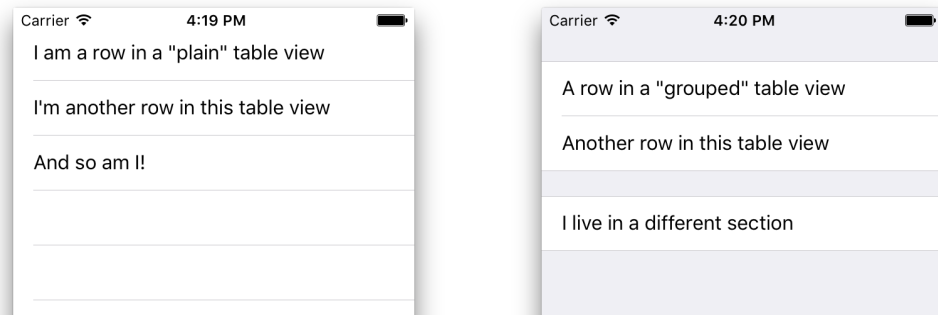 Carrier 4:19 PM
I am a row in a "plain" table view
I'm another row in this table view
And so am I!
Carrier 4:20 PM
A row in a "grouped" table view
Another row in this table view
I live in a different section